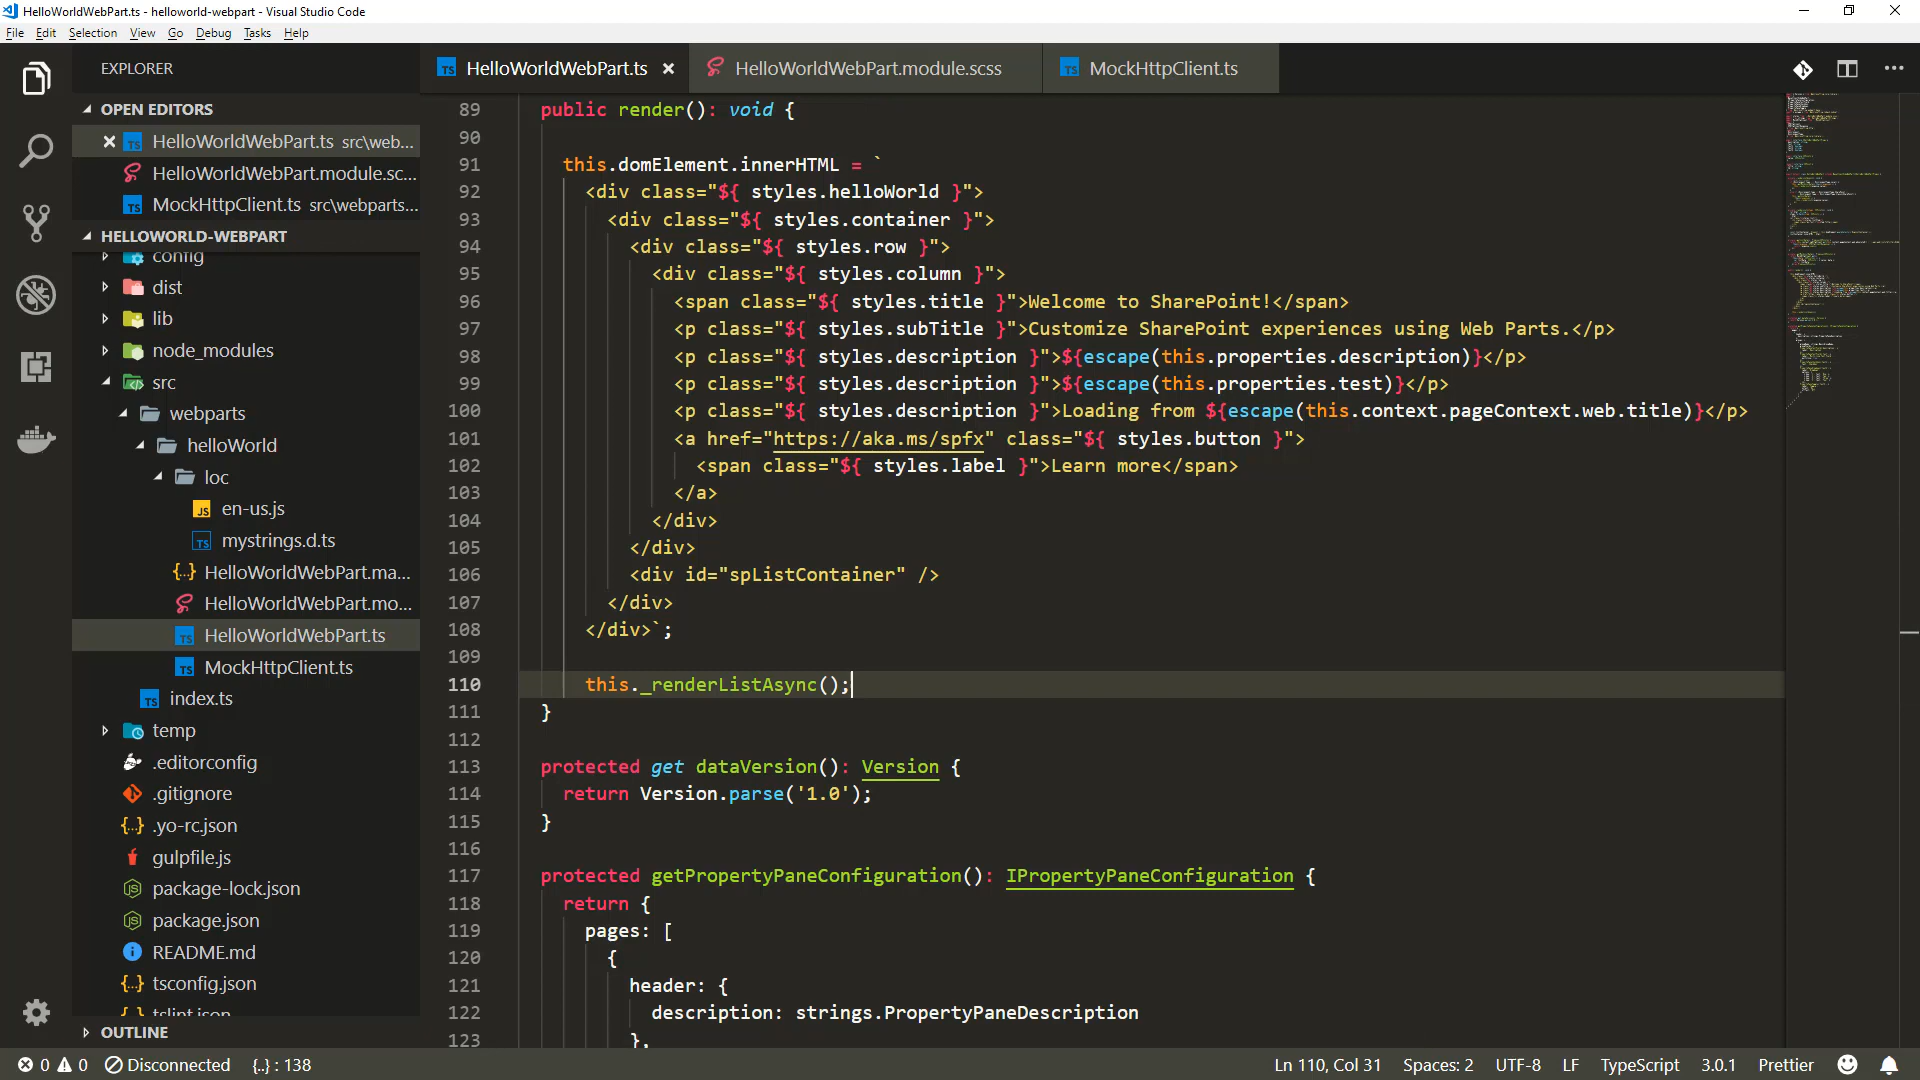 HelloWorldWebPart.ts - helloworld-webpart - Visual Studio Code
File Edit Selection View Go Debug Tasks Help
EXPLORER
OPEN EDITORS
HelloWorldWebPart.ts src\web...
HelloWorldWebPart.module.sc...
MockHttpClient.ts src\webparts...
HELLOWORLD-WEBPART
config
dist
lib
node_modules
src
webparts
helloWorld
loc
JS en-us.js
TS mystrings.d.ts
{..} HelloWorldWebPart.ma...
HelloWorldWebPart.mo...
TS HelloWorldWebPart.ts
TS MockHttpClient.ts
TS index.ts
temp
.editorconfig
.gitignore
{..} .yo-rc.json
gulpfile.js
package-lock.json
package.json
README.md
{..} tsconfig.json
tslint.json
OUTLINE
TS HelloWorldWebPart.ts HelloWorldWebPart.module.scss TS MockHttpClient.ts
89 public render(): void {
90
91 this.domElement.innerHTML = `
92 <div class="${ styles.helloWorld }">
93 <div class="${ styles.container }">
94 <div class="${ styles.row }">
95 <div class="${ styles.column }">
96 <span class="${ styles.title }">Welcome to SharePoint!</span>
97 <p class="${ styles.subTitle }">Customize SharePoint experiences using Web Parts.</p>
98 <p class="${ styles.description }">${escape(this.properties.description)}</p>
99 <p class="${ styles.description }">${escape(this.properties.test)}</p>
100 <p class="${ styles.description }">Loading from ${escape(this.context.pageContext.web.title)}</p>
101 <a href="https://aka.ms/spfx" class="${ styles.button }">
102 <span class="${ styles.label }">Learn more</span>
103 </a>
104 </div>
105 </div>
106 <div id="spListContainer" />
107 </div>
108 </div>`;
109
110 this._renderListAsync();
111 }
112
113 protected get dataVersion(): Version {
114 return Version.parse('1.0');
115 }
116
117 protected getPropertyPaneConfiguration(): IPropertyPaneConfiguration {
118 return {
119 pages: [
120 {
121 header: {
122 description: strings.PropertyPaneDescription
123 },
0 0 Disconnected {..} : 138 Ln 110, Col 31 Spaces: 2 UTF-8 LF TypeScript 3.0.1 Prettier